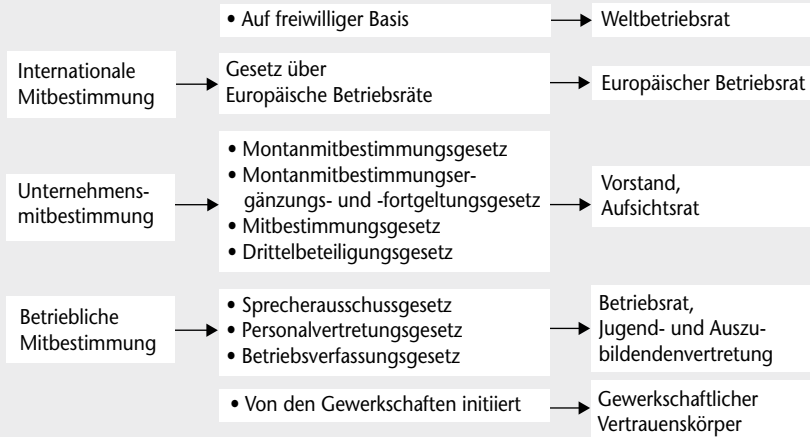 • Auf freiwilliger Basis
Weltbetriebsrat
Internationale
Mitbestimmung
Gesetz über
Europäische Betriebsräte
Europäischer Betriebsrat
Unternehmens-
mitbestimmung
• Montanmitbestimmungsgesetz
• Montanmitbestimmungser-
gänzungs- und -fortgeltungsgesetz
• Mitbestimmungsgesetz
• Drittelbeteiligungsgesetz
Vorstand,
Aufsichtsrat
Betriebliche
Mitbestimmung
• Sprecherausschussgesetz
• Personalvertretungsgesetz
• Betriebsverfassungsgesetz
Betriebsrat,
Jugend- und Auszu-
bildendenvertretung
• Von den Gewerkschaften initiiert
Gewerkschaftlicher
Vertrauenskörper